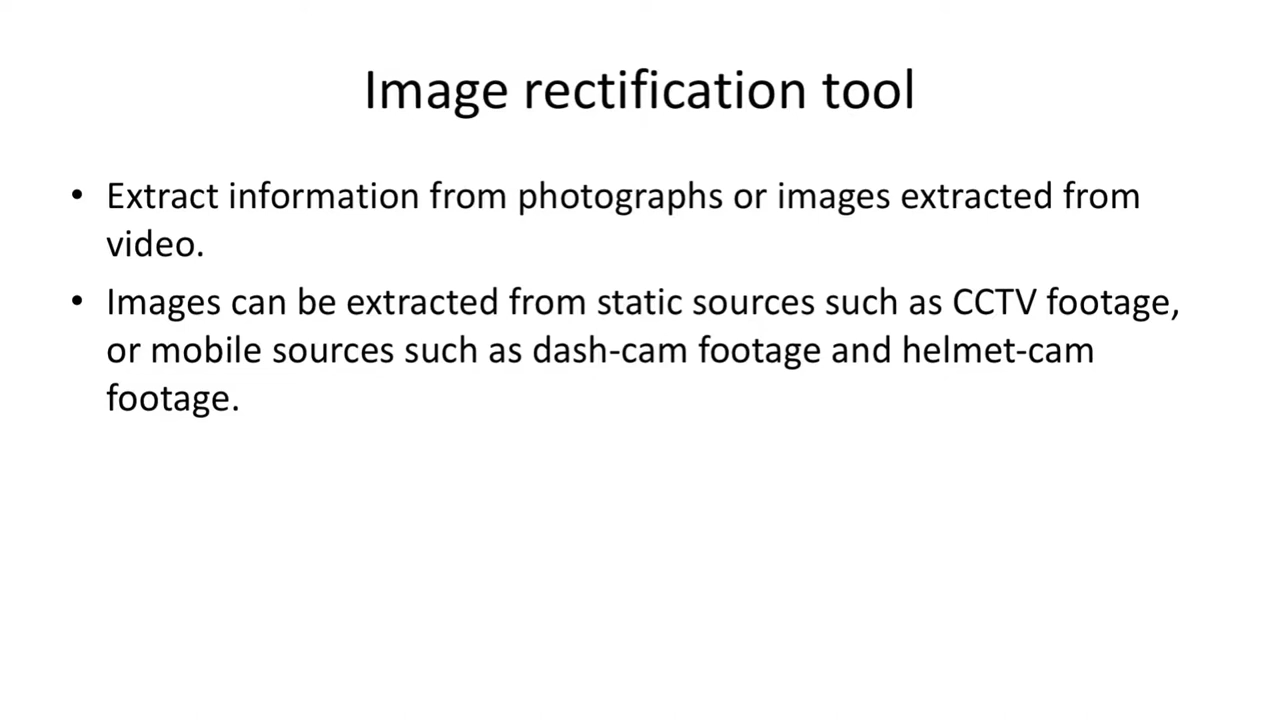 Image rectification tool
• Extract information from photographs or images extracted from
video.
• Images can be extracted from static sources such as CCTV footage,
or mobile sources such as dash-cam footage and helmet-cam
footage.